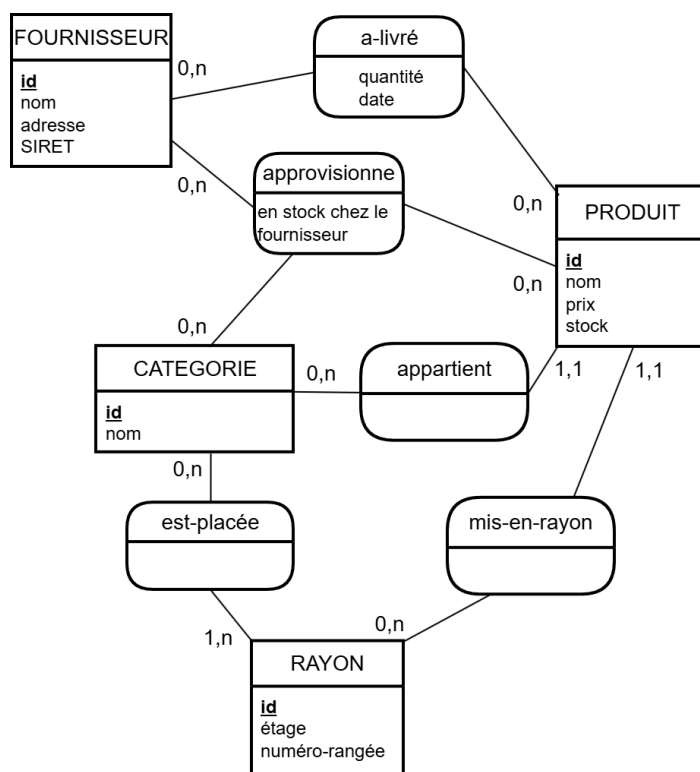 FOURNISSEUR
id
nom
adresse
SIRET
0,n
0,n
a-livré
quantité
date
approvisionne
en stock chez le
fournisseur
0,n
0,n
PRODUIT
id
nom
prix
stock
0,n
CATEGORIE
id
nom
0,n
appartient
1,1
1,1
0,n
est-placée
mis-en-rayon
1,n
0,n
RAYON
id
étage
numéro-rangée